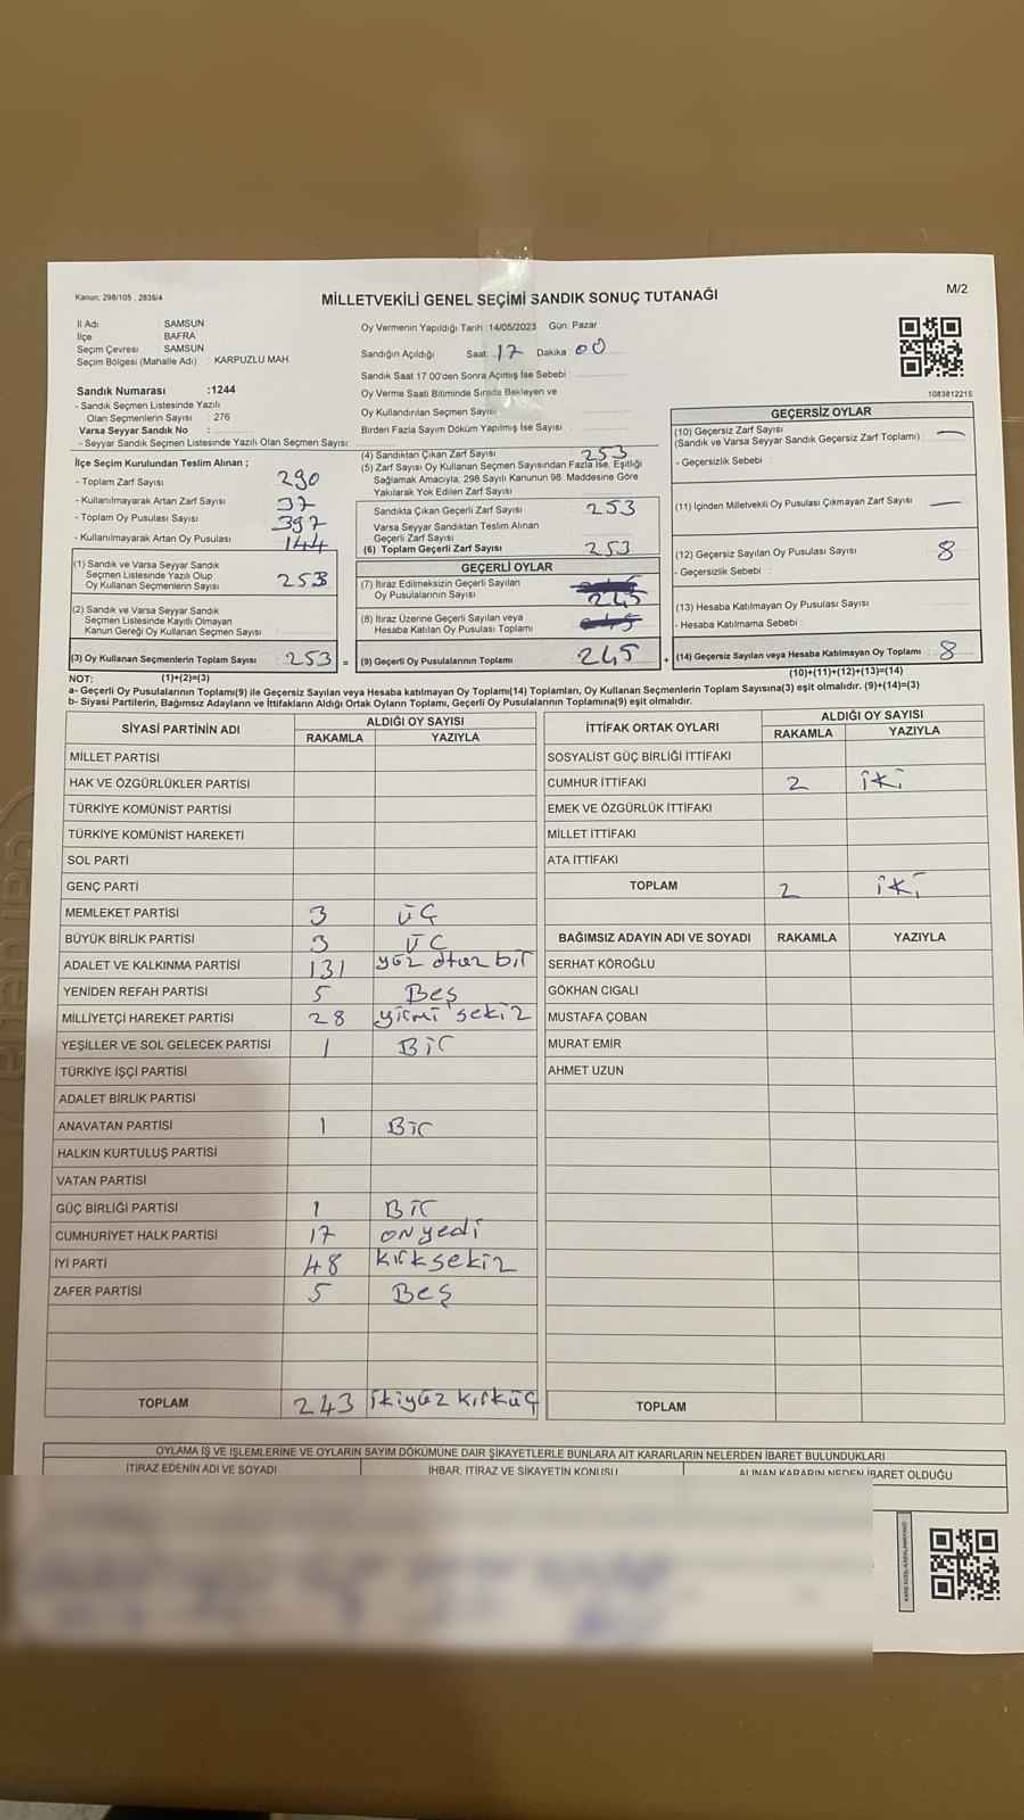 Kanun: 298/105 , 2839/4
MİLLETVEKİLİ GENEL SEÇİMİ SANDIK SONUÇ TUTANAĞI
M/2
İl Adı : SAMSUN
İlçe : BAFRA
Seçim Çevresi : SAMSUN
Seçim Bölgesi (Mahalle Adı) KARPUZLU MAH.
Sandık Numarası :1244
- Sandık Seçmen Listesinde Yazılı
Olan Seçmenlerin Sayısı : 276
Varsa Seyyar Sandık No :
- Seyyar Sandık Seçmen Listesinde Yazılı Olan Seçmen Sayısı:
Oy Vermenin Yapıldığı Tarih :14/05/2023 Gün: Pazar
Sandığın Açıldığı Saat: 17 Dakika: 00
Sandık Saat 17.00'den Sonra Açılmış İse Sebebi :
Oy Verme Saati Bitiminde Sırada Bekleyen ve
Oy Kullandırılan Seçmen Sayısı
Birden Fazla Sayım Döküm Yapılmış İse Sayısı
1083812215
İlçe Seçim Kurulundan Teslim Alınan ;
- Toplam Zarf Sayısı 290
- Kullanılmayarak Artan Zarf Sayısı 37
- Toplam Oy Pusulası Sayısı 397
- Kullanılmayarak Artan Oy Pusulası 144
(1) Sandık ve Varsa Seyyar Sandık
Seçmen Listesinde Yazılı Olup
Oy Kullanan Seçmenlerin Sayısı 253
(2) Sandık ve Varsa Seyyar Sandık
Seçmen Listesinde Kayıtlı Olmayan
Kanun Gereği Oy Kullanan Seçmen Sayısı
(3) Oy Kullanan Seçmenlerin Toplam Sayısı 253 =
(4) Sandıktan Çıkan Zarf Sayısı 253
(5) Zarf Sayısı Oy Kullanan Seçmen Sayısından Fazla İse, Eşitliği
Sağlamak Amacıyla, 298 Sayılı Kanunun 98. Maddesine Göre
Yakılarak Yok Edilen Zarf Sayısı
Sandıkta Çıkan Geçerli Zarf Sayısı 253
Varsa Seyyar Sandıktan Teslim Alınan
Geçerli Zarf Sayısı
(6) Toplam Geçerli Zarf Sayısı 253
GEÇERLİ OYLAR
(7) İtiraz Edilmeksizin Geçerli Sayılan
Oy Pusulalarının Sayısı 245
(8) İtiraz Üzerine Geçerli Sayılan veya
Hesaba Katılan Oy Pusulası Toplamı
(9) Geçerli Oy Pusulalarının Toplamı 245 +
GEÇERSİZ OYLAR
(10) Geçersiz Zarf Sayısı —
(Sandık ve Varsa Seyyar Sandık Geçersiz Zarf Toplamı)
- Geçersizlik Sebebi :
(11) İçinden Milletvekili Oy Pusulası Çıkmayan Zarf Sayısı —
(12) Geçersiz Sayılan Oy Pusulası Sayısı 8
- Geçersizlik Sebebi :
(13) Hesaba Katılmayan Oy Pusulası Sayısı
- Hesaba Katılmama Sebebi :
(14) Geçersiz Sayılan veya Hesaba Katılmayan Oy Toplamı : 8
NOT: (1)+(2)=(3)
(10)+(11)+(12)+(13)=(14)
a- Geçerli Oy Pusulalarının Toplamı(9) ile Geçersiz Sayılan veya Hesaba katılmayan Oy Toplamı(14) Toplamları, Oy Kullanan Seçmenlerin Toplam Sayısına(3) eşit olmalıdır. (9)+(14)=(3)
b- Siyasi Partilerin, Bağımsız Adayların ve İttifakların Aldığı Ortak Oyların Toplamı, Geçerli Oy Pusulalarının Toplamına(9) eşit olmalıdır.
SİYASİ PARTİNİN ADI ALDIĞI OY SAYISI
RAKAMLA YAZIYLA
MİLLET PARTİSİ
HAK VE ÖZGÜRLÜKLER PARTİSİ
TÜRKİYE KOMÜNİST PARTİSİ
TÜRKİYE KOMÜNİST HAREKETİ
SOL PARTİ
GENÇ PARTİ
MEMLEKET PARTİSİ 3 üç
BÜYÜK BİRLİK PARTİSİ 3 üç
ADALET VE KALKINMA PARTİSİ 131 yüz otuz bir
YENİDEN REFAH PARTİSİ 5 Beş
MİLLİYETÇİ HAREKET PARTİSİ 28 yirmi sekiz
YEŞİLLER VE SOL GELECEK PARTİSİ 1 Bir
TÜRKİYE İŞÇİ PARTİSİ
ADALET BİRLİK PARTİSİ
ANAVATAN PARTİSİ 1 Bir
HALKIN KURTULUŞ PARTİSİ
VATAN PARTİSİ
GÜÇ BİRLİĞİ PARTİSİ 1 Bir
CUMHURİYET HALK PARTİSİ 17 onyedi
İYİ PARTİ 48 kırksekiz
ZAFER PARTİSİ 5 Beş
TOPLAM 243 ikiyüz kırküç
İTTİFAK ORTAK OYLARI ALDIĞI OY SAYISI
RAKAMLA YAZIYLA
SOSYALİST GÜÇ BİRLİĞİ İTTİFAKI
CUMHUR İTTİFAKI 2 iki
EMEK VE ÖZGÜRLÜK İTTİFAKI
MİLLET İTTİFAKI
ATA İTTİFAKI
TOPLAM 2 iki
BAĞIMSIZ ADAYIN ADI VE SOYADI RAKAMLA YAZIYLA
SERHAT KÖROĞLU
GÖKHAN CIGALI
MUSTAFA ÇOBAN
MURAT EMİR
AHMET UZUN
TOPLAM
OYLAMA İŞ VE İŞLEMLERİNE VE OYLARIN SAYIM DÖKÜMÜNE DAİR ŞİKAYETLERLE BUNLARA AİT KARARLARIN NELERDEN İBARET BULUNDUKLARI
İTİRAZ EDENİN ADI VE SOYADI İHBAR, İTİRAZ VE ŞİKAYETİN KONUSU ALINAN KARARIN NEDEN İBARET OLDUĞU